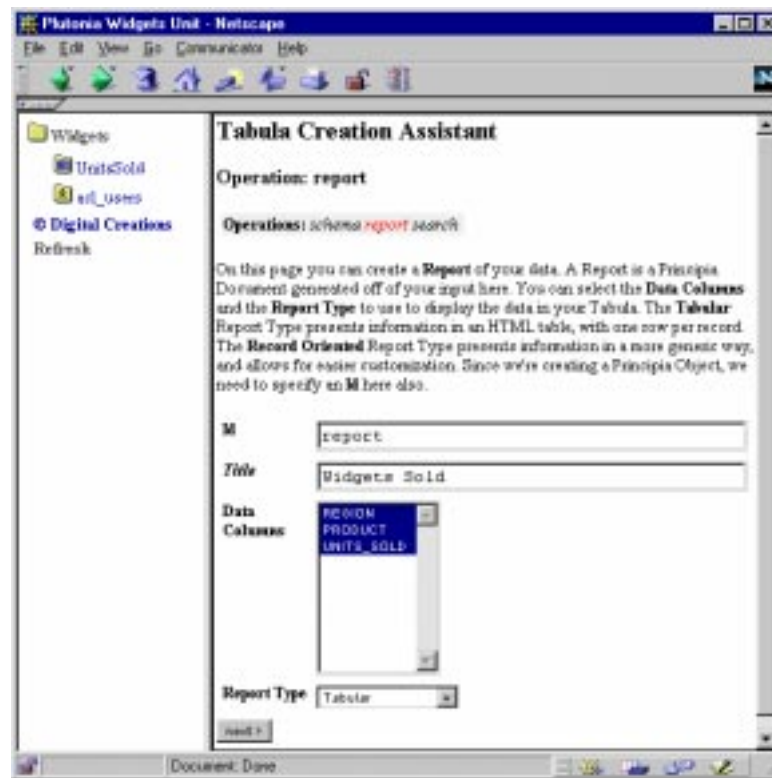 Plutonia Widgets Unit - Netscape
File Edit View Go Communicator Help
Widgets
UnitsSold
acl_users
© Digital Creations
Refresh
Tabula Creation Assistant
Operation: report
Operations: schema report search
On this page you can create a Report of your data. A Report is a Principia
Document generated off of your input here. You can select the Data Columns
and the Report Type to use to display the data in your Tabula. The Tabular
Report Type presents information in an HTML table, with one row per record.
The Record Oriented Report Type presents information in a more generic way,
and allows for easier customization. Since we're creating a Principia Object, we
need to specify an M here also.
M
report
Title
Widgets Sold
Data
Columns
REGION
PRODUCT
UNITS_SOLD
Report Type
Tabular
next >
Document: Done